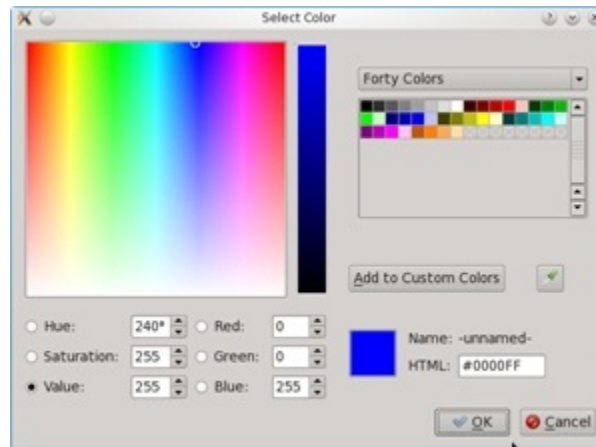 Select Color
Forty Colors
Add to Custom Colors
Hue: 240° Red: 0
Saturation: 255 Green: 0
Value: 255 Blue: 255
Name: -unnamed-
HTML: #0000FF
OK Cancel